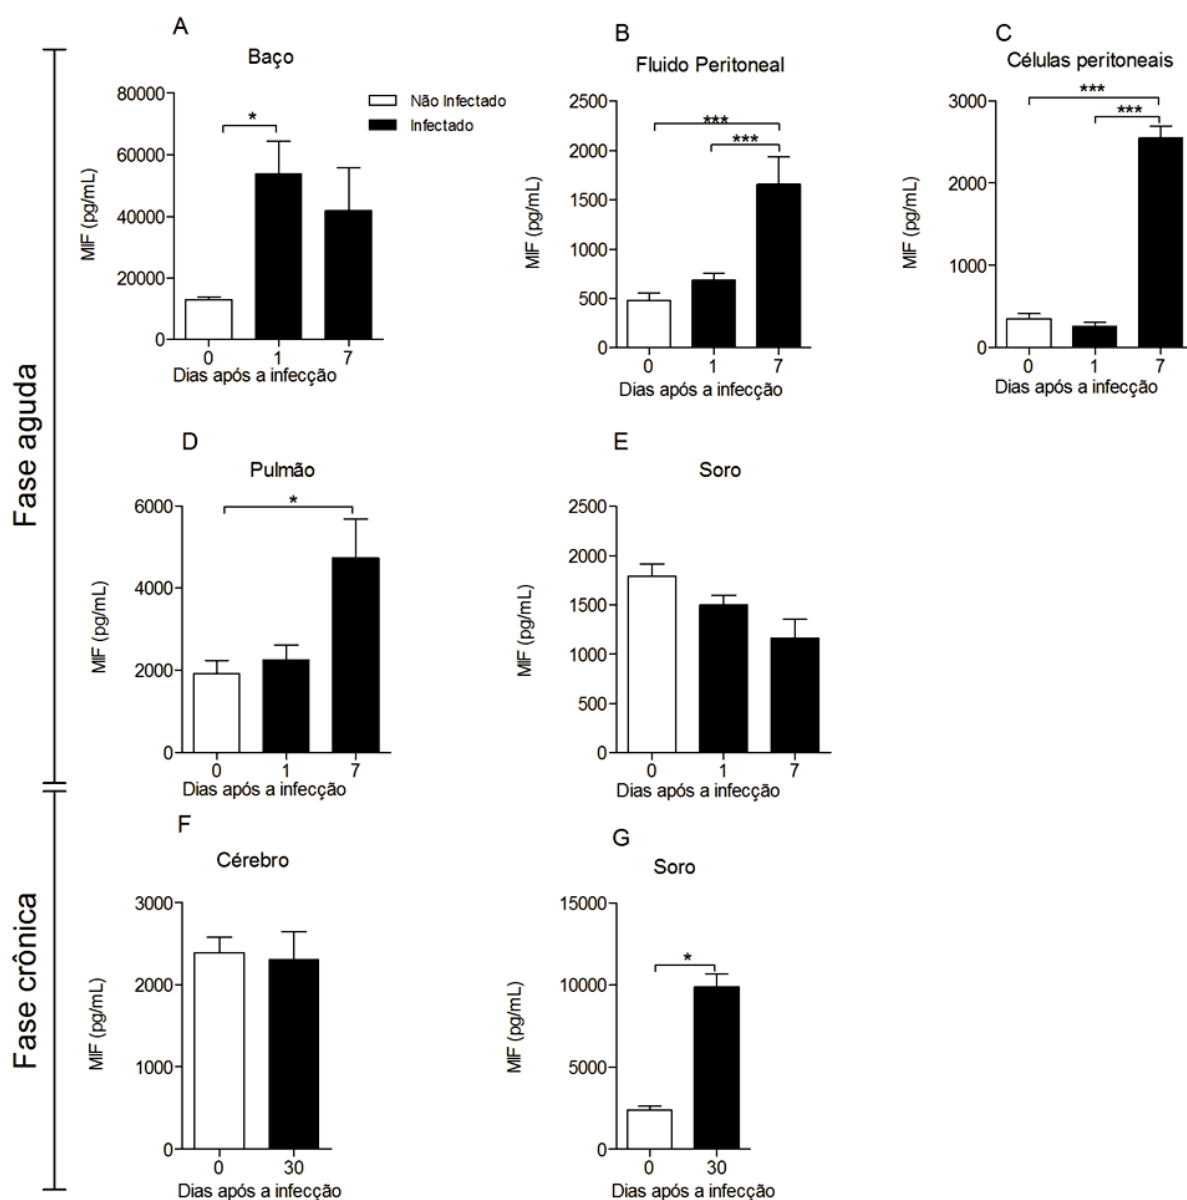 Fase aguda
A
Baço
80000
60000
40000
20000
0
MIF (pg/mL)
*
Não Infectado
Infectado
0 1 7
Dias após a infecção
B
Fluido Peritoneal
2500
2000
1500
1000
500
0
MIF (pg/mL)
***
***
0 1 7
Dias após a infecção
C
Células peritoneais
3000
2000
1000
0
MIF (pg/mL)
***
***
0 1 7
Dias após a infecção
D
Pulmão
6000
4000
2000
0
MIF (pg/mL)
*
0 1 7
Dias após a infecção
E
Soro
2500
2000
1500
1000
500
0
MIF (pg/mL)
0 1 7
Dias após a infecção
Fase crônica
F
Cérebro
3000
2000
1000
0
MIF (pg/mL)
0 30
Dias após a infecção
G
Soro
15000
10000
5000
0
MIF (pg/mL)
*
0 30
Dias após a infecção